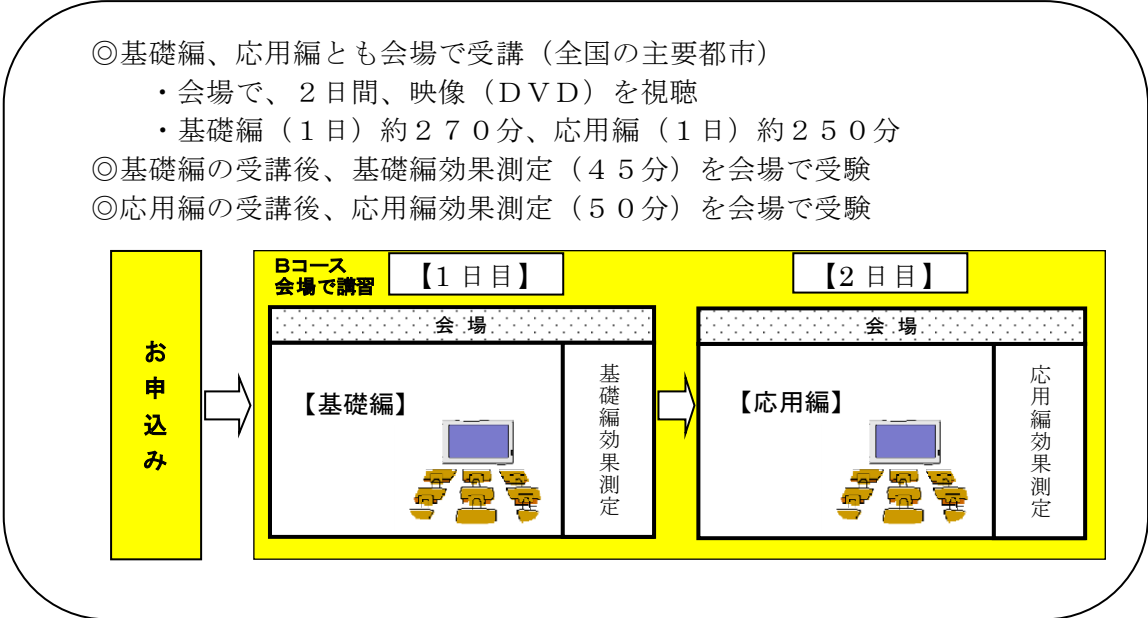 ◎基礎編、応用編とも会場で受講（全国の主要都市）
・会場で、２日間、映像（ＤＶＤ）を視聴
・基礎編（１日）約２７０分、応用編（１日）約２５０分
◎基礎編の受講後、基礎編効果測定（４５分）を会場で受験
◎応用編の受講後、応用編効果測定（５０分）を会場で受験
お申込み
Bコース
会場で講習
【1 日目】
会 場
【基礎編】
基礎編効果測定
【2 日目】
会 場
【応用編】
応用編効果測定